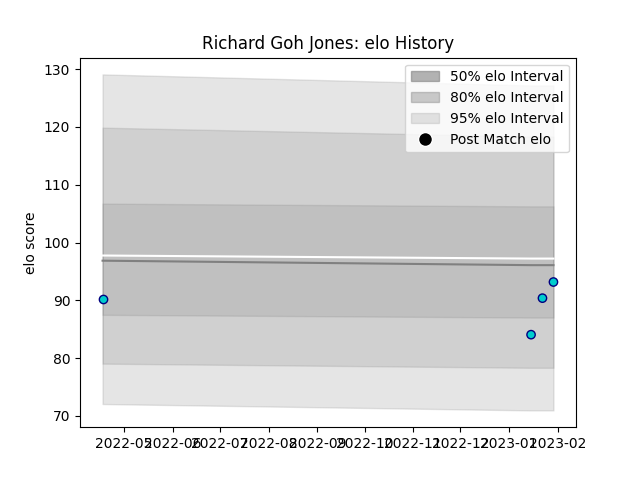 Richard Goh Jones: elo History
130
120
110
100
90
80
70
elo score
50% elo Interval
80% elo Interval
95% elo Interval
Post Match elo
2022-05 2022-06 2022-07 2022-08 2022-09 2022-10 2022-11 2022-12 2023-01 2023-02